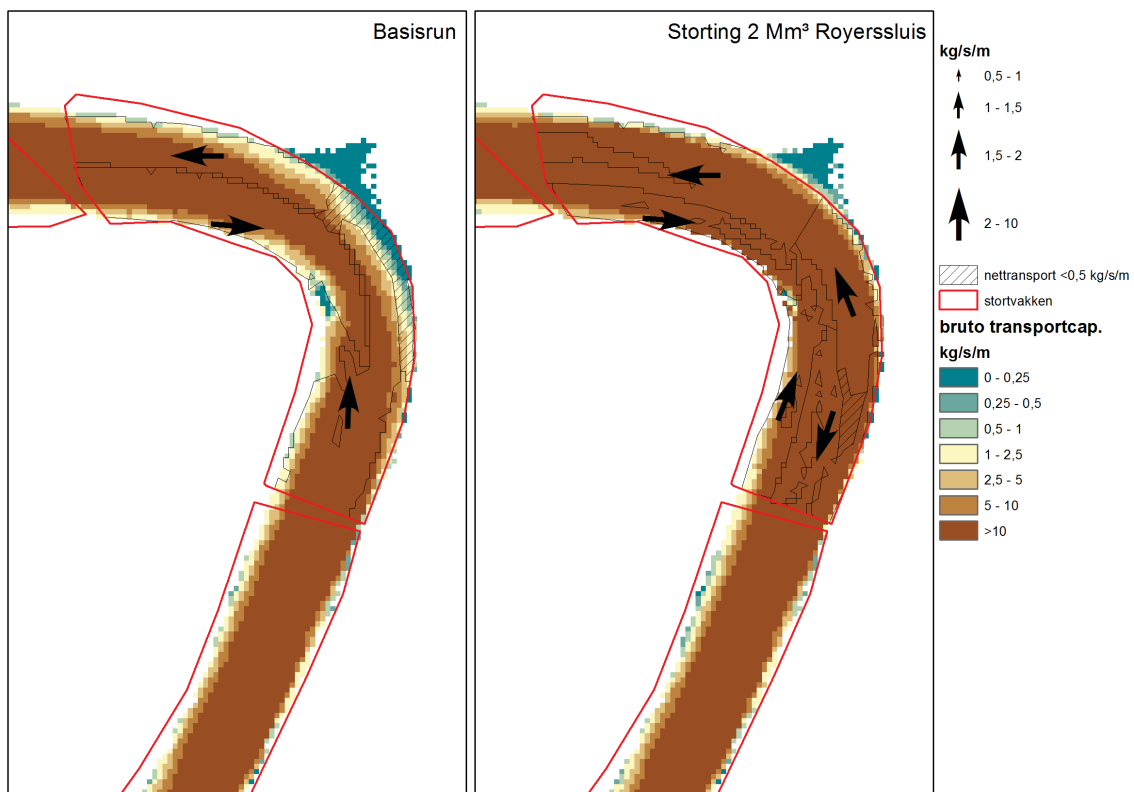 Basisrun
Storting 2 Mm³ Royerssluis
kg/s/m
0,5 - 1
1 - 1,5
1,5 - 2
2 - 10
nettransport <0,5 kg/s/m
stortvakken
bruto transportcap.
kg/s/m
0 - 0,25
0,25 - 0,5
0,5 - 1
1 - 2,5
2,5 - 5
5 - 10
>10